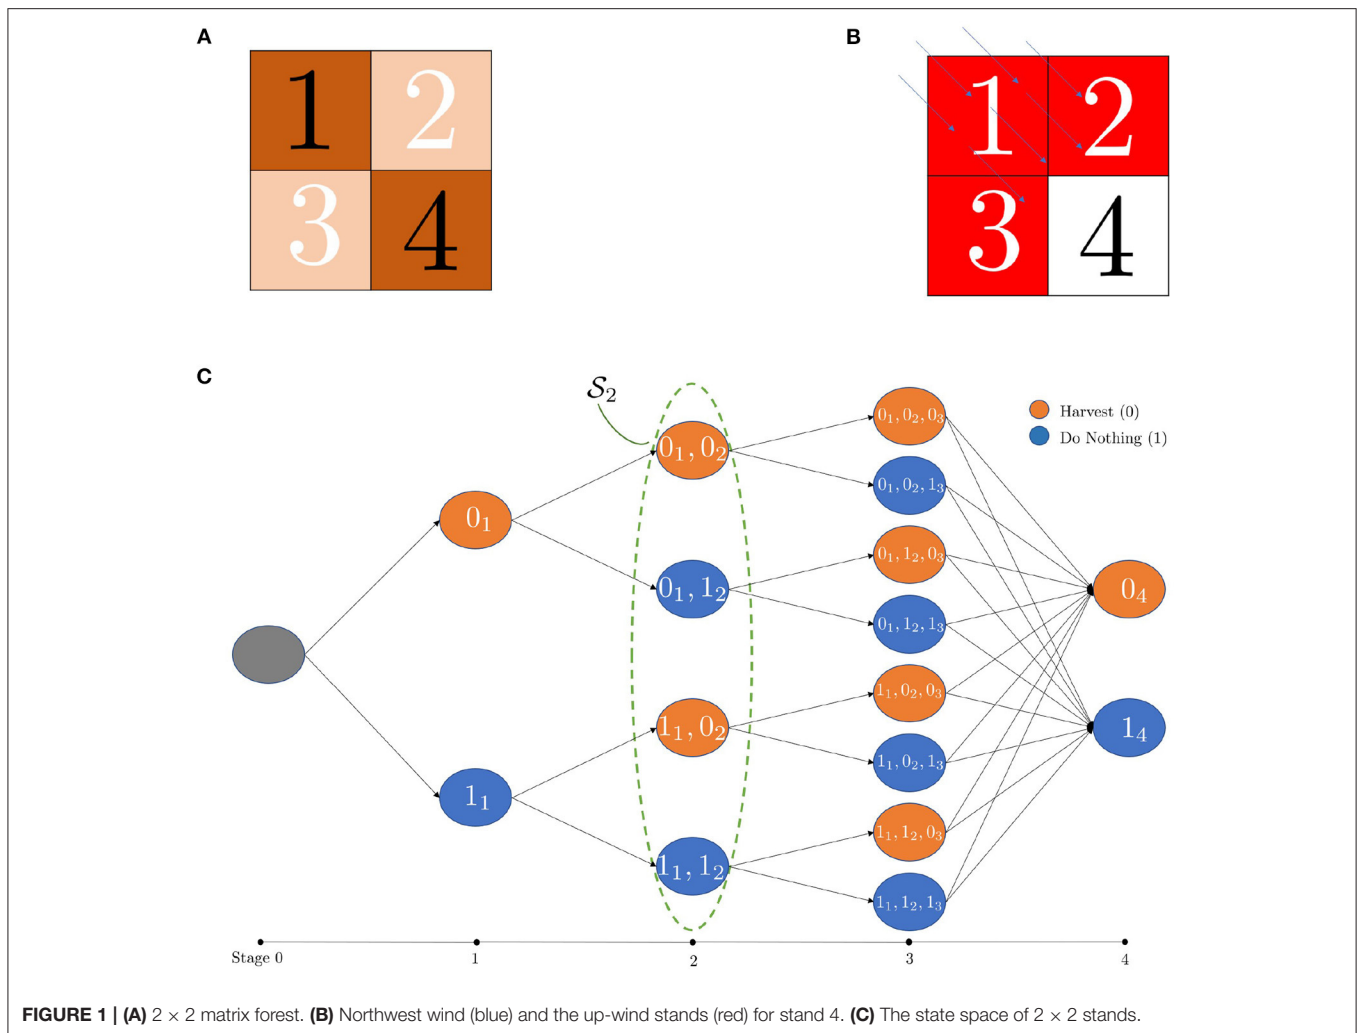 A
1 2
3 4
B
1 2
3 4
C
𝒮₂
0₁
1₁
0₁, 0₂
0₁, 1₂
1₁, 0₂
1₁, 1₂
0₁, 0₂, 0₃
0₁, 0₂, 1₃
0₁, 1₂, 0₃
0₁, 1₂, 1₃
1₁, 0₂, 0₃
1₁, 0₂, 1₃
1₁, 1₂, 0₃
1₁, 1₂, 1₃
0₄
1₄
Harvest (0)
Do Nothing (1)
Stage 0 1 2 3 4
FIGURE 1 | (A) 2 × 2 matrix forest. (B) Northwest wind (blue) and the up-wind stands (red) for stand 4. (C) The state space of 2 × 2 stands.